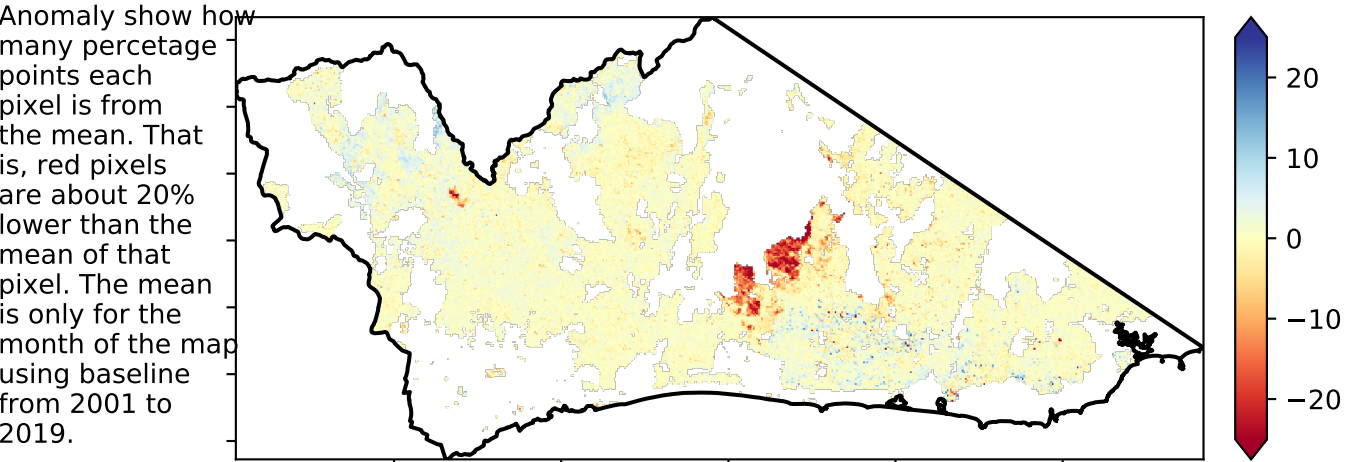 Anomaly show how
many percetage
points each
pixel is from
the mean. That
is, red pixels
are about 20%
lower than the
mean of that
pixel. The mean
is only for the
month of the map
using baseline
from 2001 to
2019.
20
10
0
−10
−20